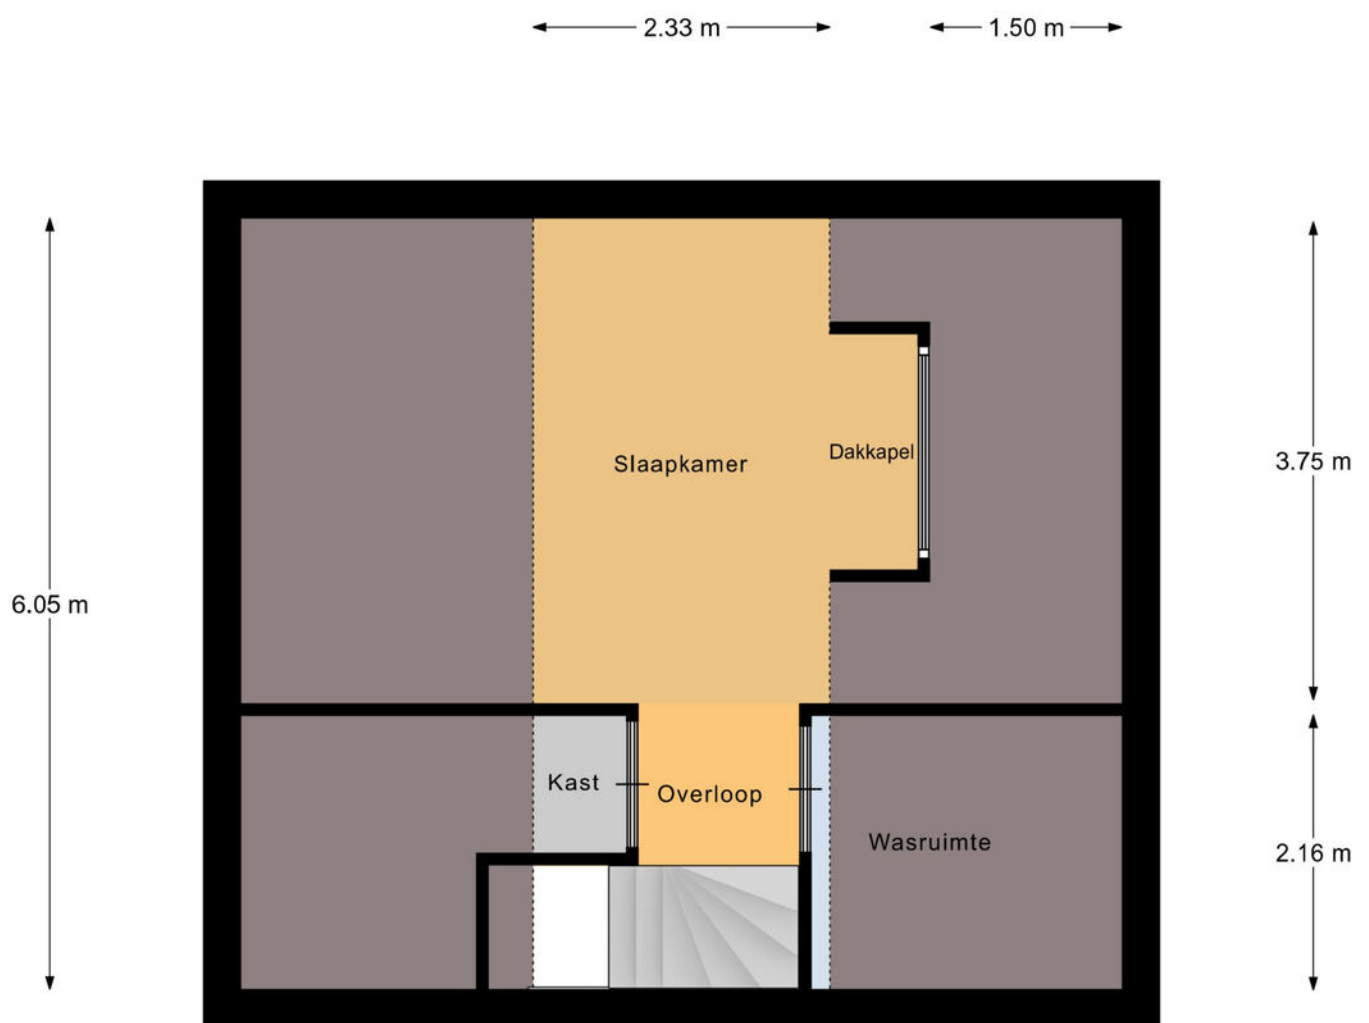 2.33 m
1.50 m
Slaapkamer
Dakkapel
3.75 m
6.05 m
Kast
Overloop
Wasruimte
2.16 m